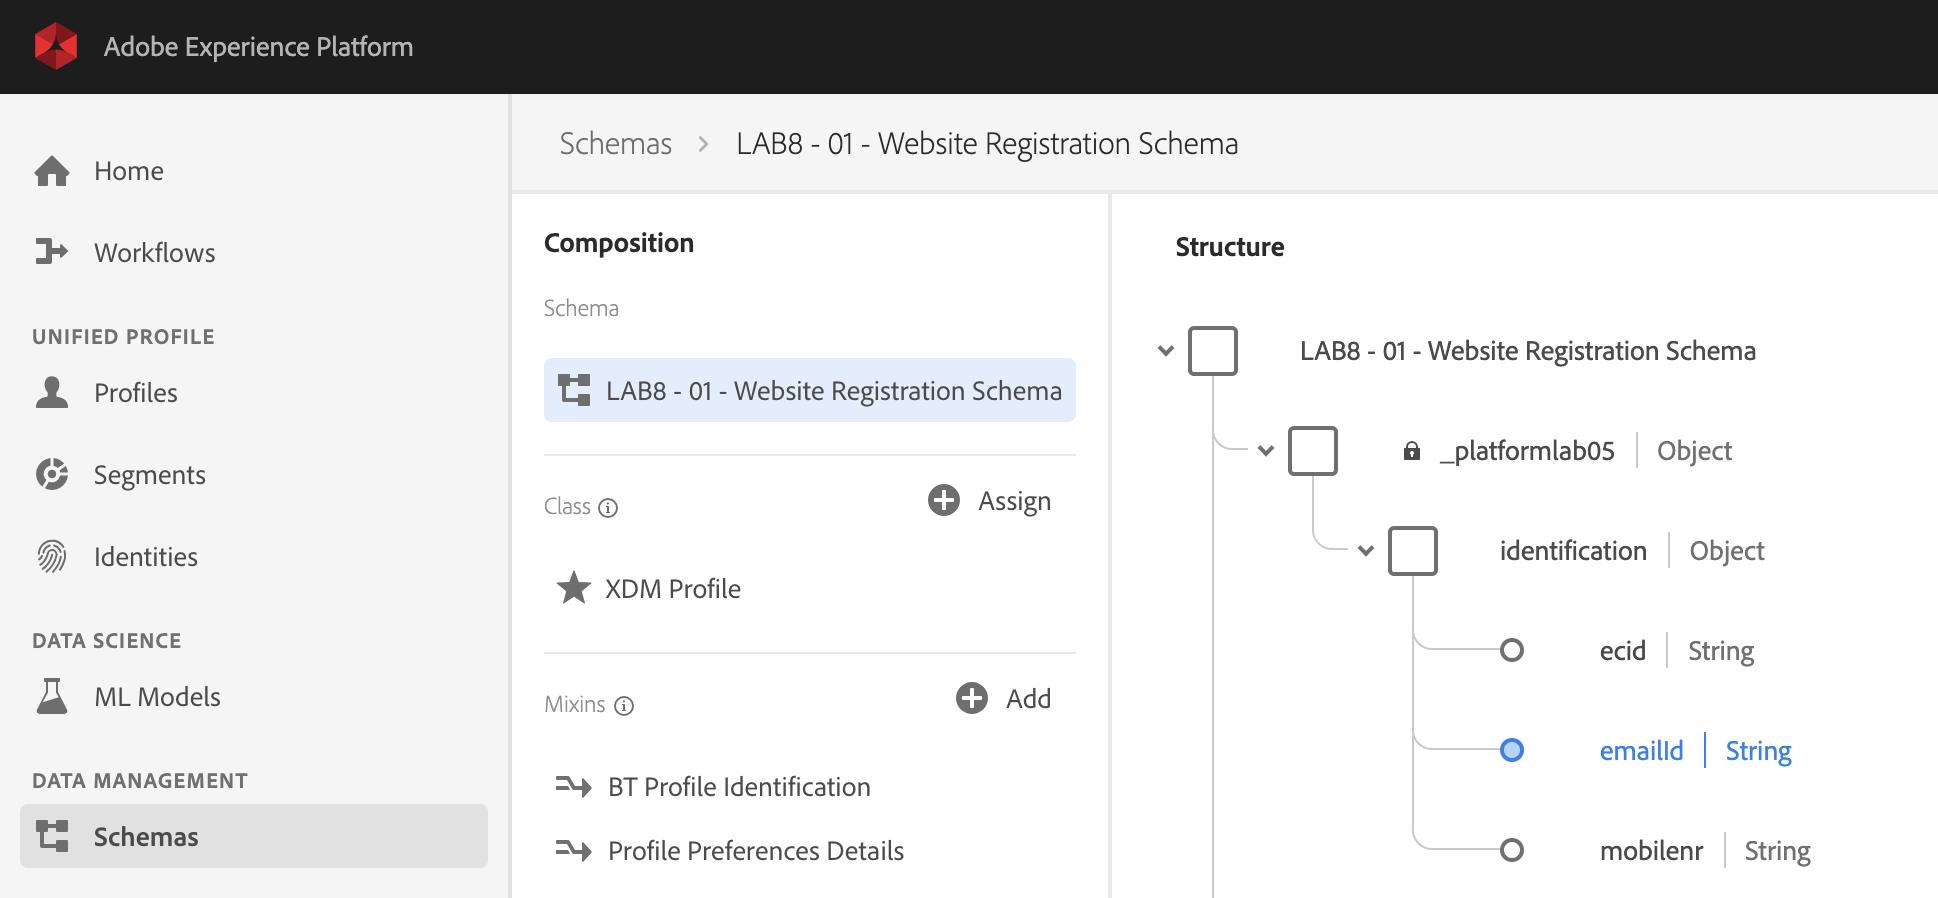 Adobe Experience Platform
Home
Workflows
UNIFIED PROFILE
Profiles
Segments
Identities
DATA SCIENCE
ML Models
DATA MANAGEMENT
Schemas
Schemas > LAB8 - 01 - Website Registration Schema
Composition
Schema
LAB8 - 01 - Website Registration Schema
Class
Assign
XDM Profile
Mixins
Add
BT Profile Identification
Profile Preferences Details
Structure
LAB8 - 01 - Website Registration Schema
_platformlab05 | Object
identification | Object
ecid | String
emailId | String
mobilenr | String